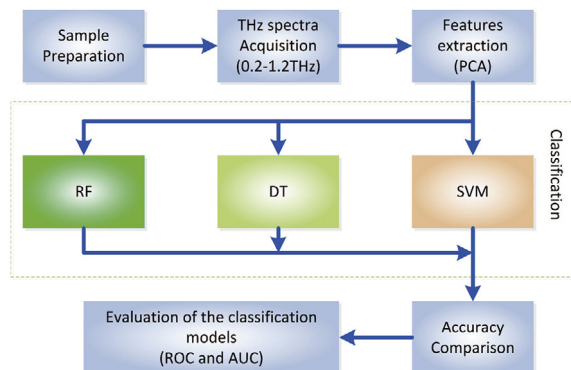 Sample
Preparation
THz spectra
Acquisition
(0.2-1.2THz)
Features
extraction
(PCA)
Classification
RF
DT
SVM
Evaluation of the classification
models
(ROC and AUC)
Accuracy
Comparison